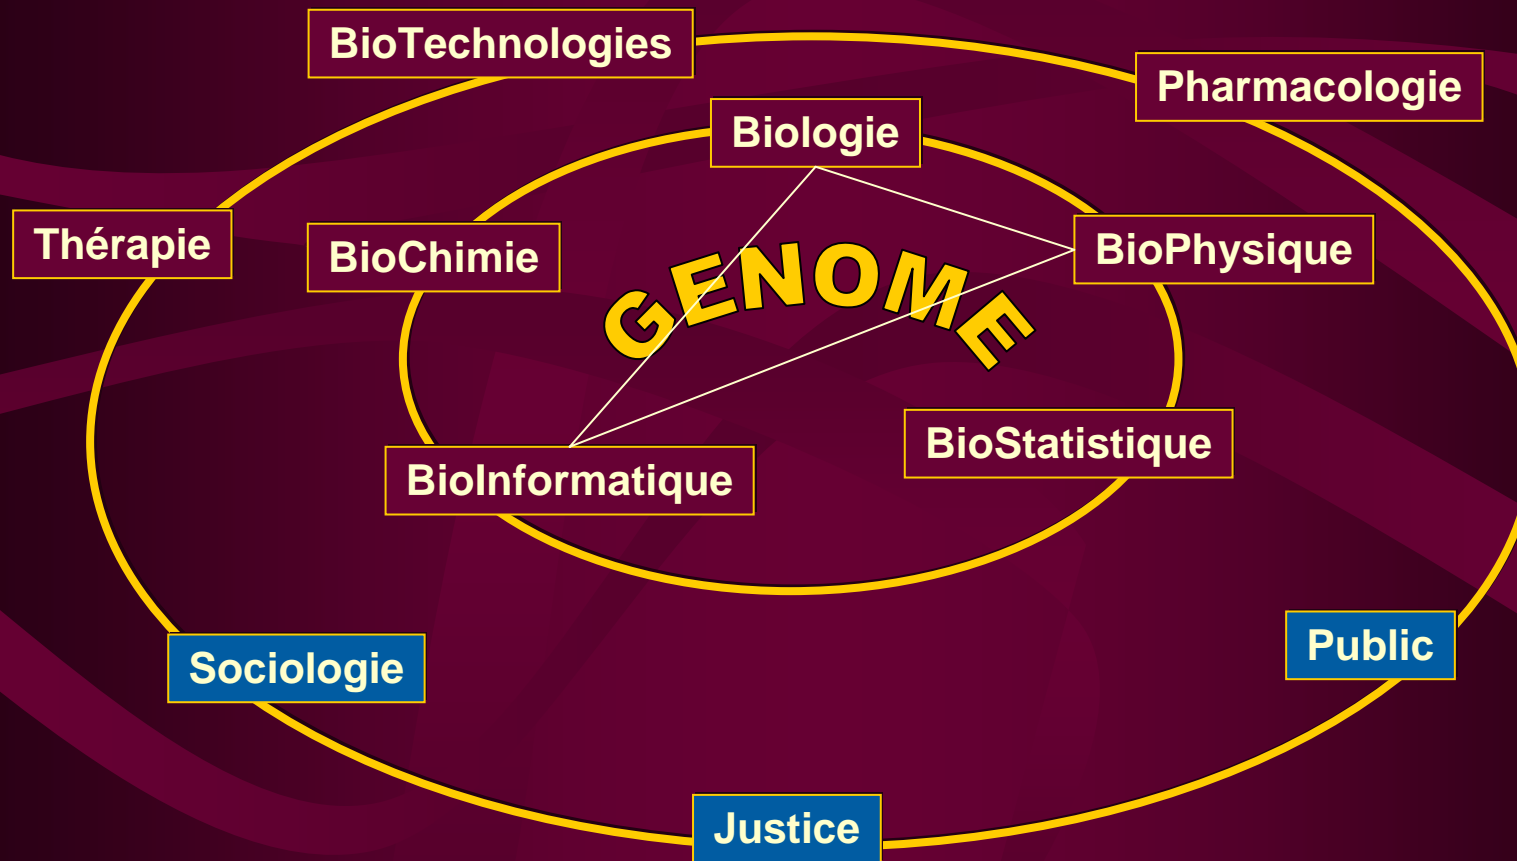 BioTechnologies
Pharmacologie
Biologie
Thérapie
BioChimie
BioPhysique
GENOME
BioStatistique
BioInformatique
Public
Sociologie
Justice